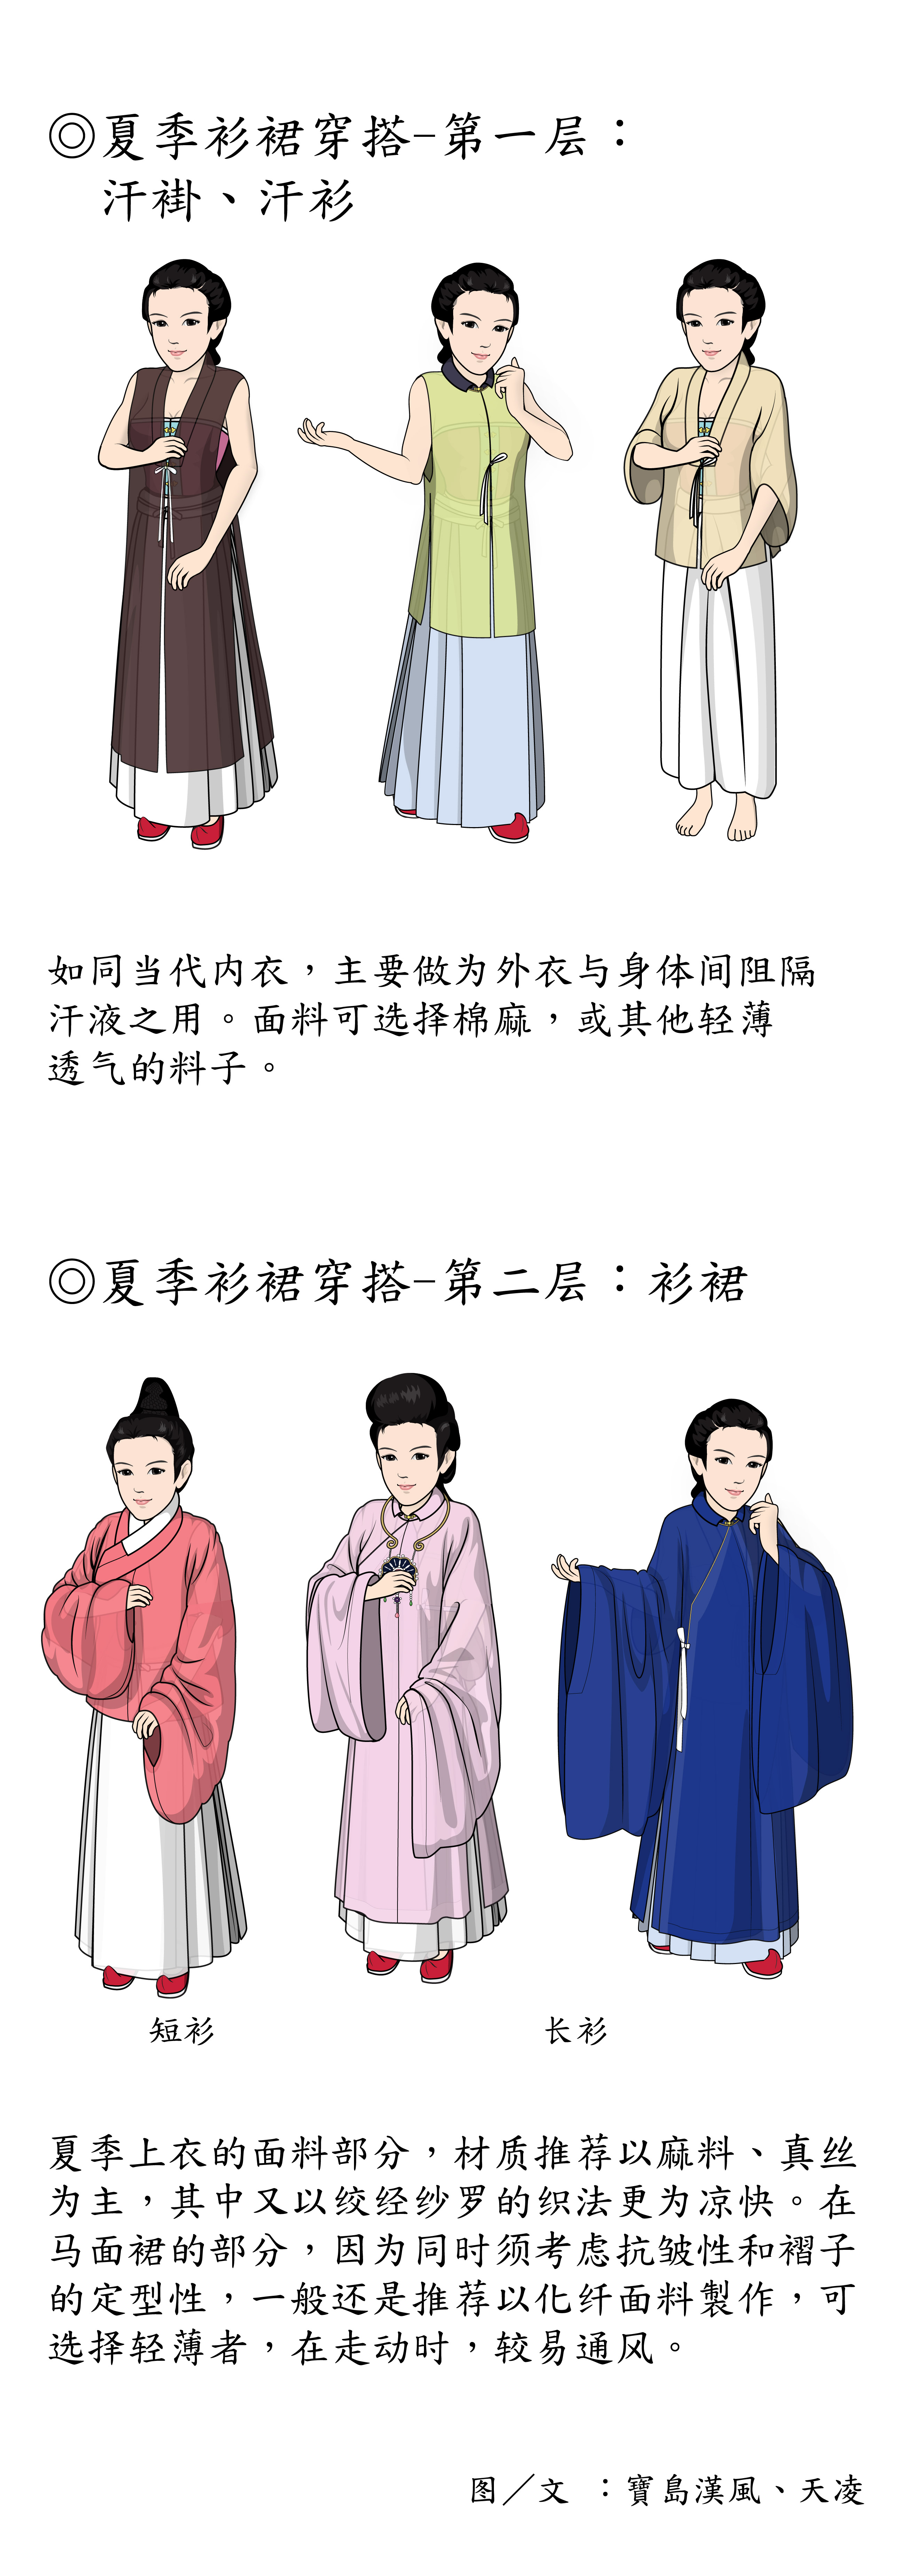 ◎夏季衫裙穿搭-第一层：
汗褂、汗衫
如同当代内衣，主要做为外衣与身体间阻隔
汗液之用。面料可选择棉麻，或其他轻薄
透气的料子。
◎夏季衫裙穿搭-第二层：衫裙
短衫
长衫
夏季上衣的面料部分，材质推荐以麻料、真丝
为主，其中又以绞经纱罗的织法更为凉快。在
马面裙的部分，因为同时须考虑抗皱性和褶子
的定型性，一般还是推荐以化纤面料製作，可
选择轻薄者，在走动时，较易通风。
图／文 ：寶島漢風、天凌